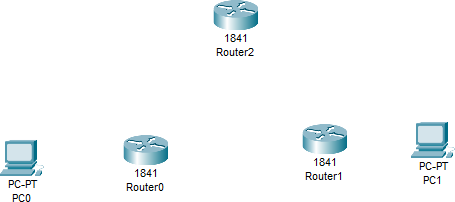 1841
Router2
1841
Router0
1841
Router1
PC-PT
PC0
PC-PT
PC1